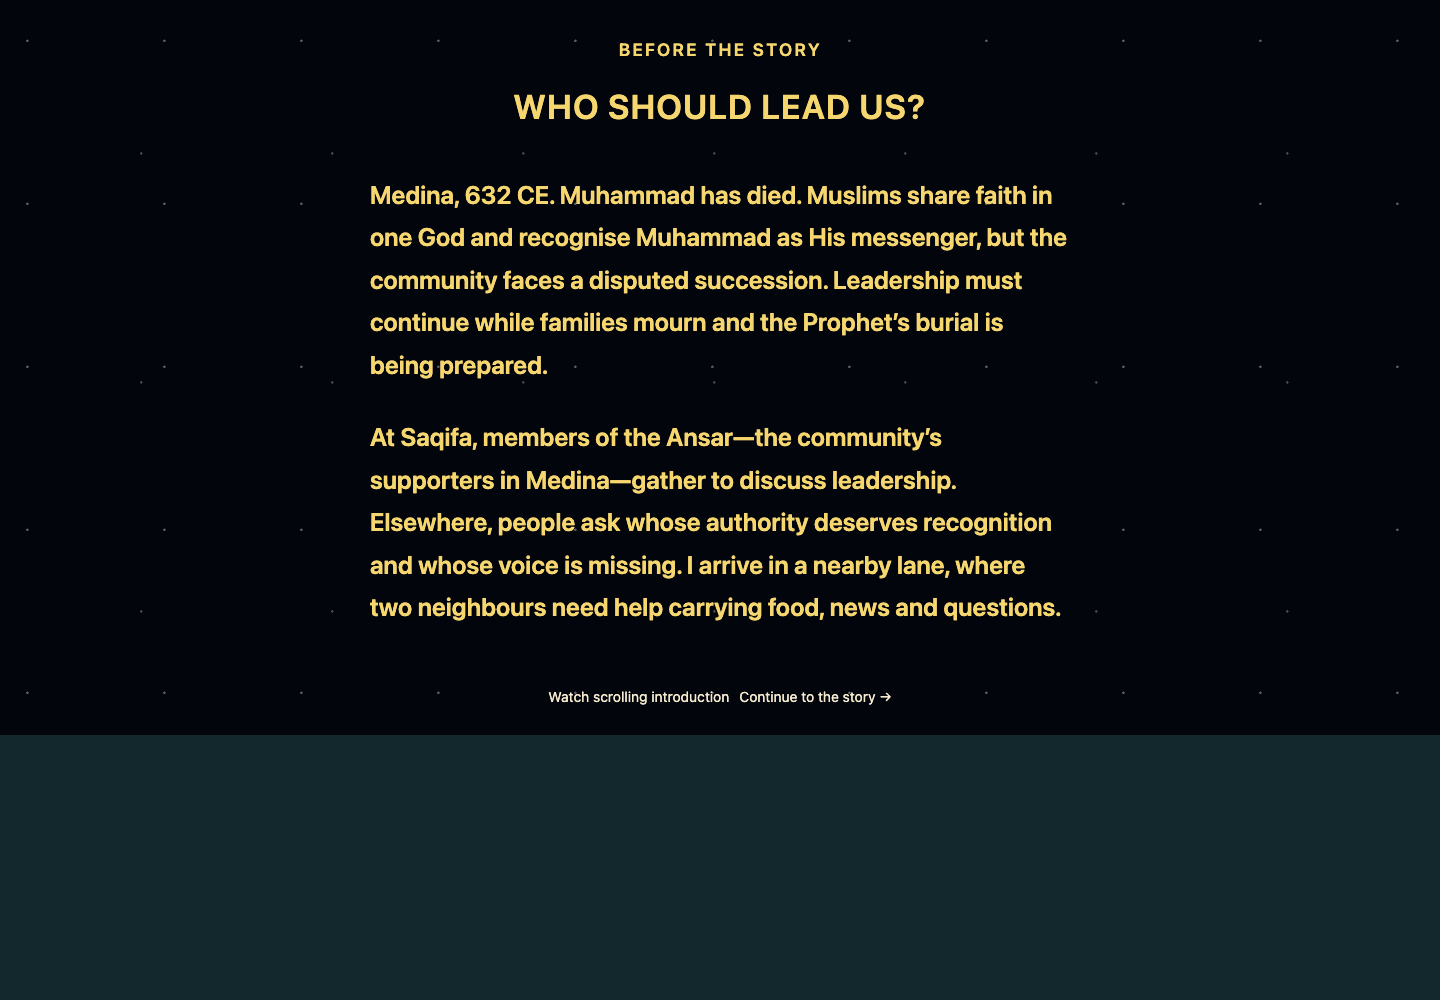 BEFORE THE STORY
WHO SHOULD LEAD US?
Medina, 632 CE. Muhammad has died. Muslims share faith in
one God and recognise Muhammad as His messenger, but the
community faces a disputed succession. Leadership must
continue while families mourn and the Prophet’s burial is
being prepared.
At Saqifa, members of the Ansar—the community’s
supporters in Medina—gather to discuss leadership.
Elsewhere, people ask whose authority deserves recognition
and whose voice is missing. I arrive in a nearby lane, where
two neighbours need help carrying food, news and questions.
Watch scrolling introduction Continue to the story →